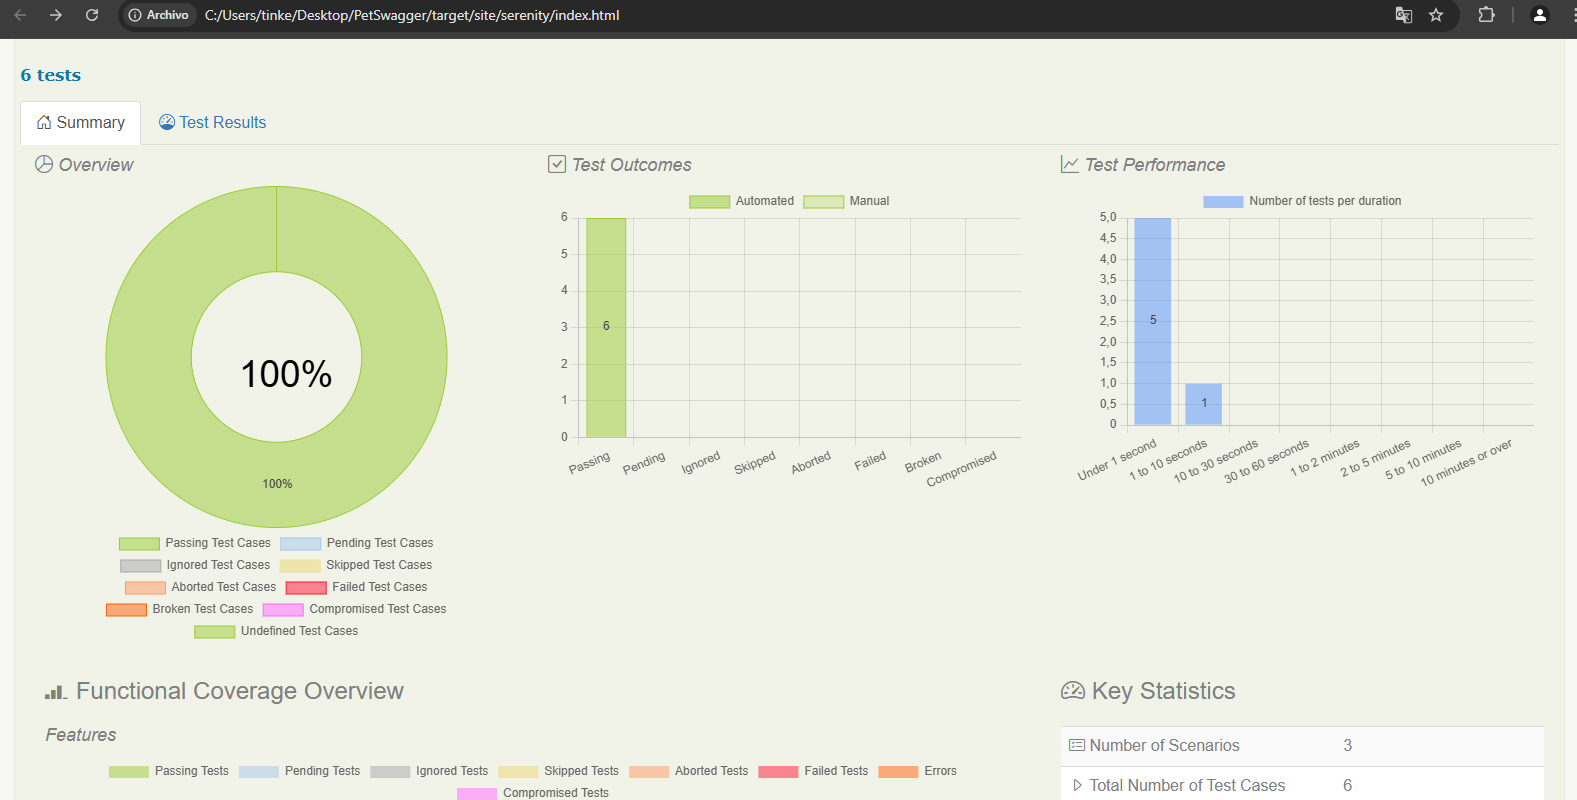 Archivo C:/Users/tinke/Desktop/PetSwagger/target/site/serenity/index.html
6 tests
Summary Test Results
Overview
100%
100%
Passing Test Cases Pending Test Cases
Ignored Test Cases Skipped Test Cases
Aborted Test Cases Failed Test Cases
Broken Test Cases Compromised Test Cases
Undefined Test Cases
Test Outcomes
Automated Manual
6
5
4
3
2
1
0
6
Passing Pending Ignored Skipped Aborted Failed Broken Compromised
Test Performance
Number of tests per duration
5,0
4,5
4,0
3,5
3,0
2,5
2,0
1,5
1,0
0,5
0
5
1
Under 1 second 1 to 10 seconds 10 to 30 seconds 30 to 60 seconds 1 to 2 minutes 2 to 5 minutes 5 to 10 minutes 10 minutes or over
Functional Coverage Overview
Features
Passing Tests Pending Tests Ignored Tests Skipped Tests Aborted Tests Failed Tests Errors
Compromised Tests
Key Statistics
Number of Scenarios 3
Total Number of Test Cases 6